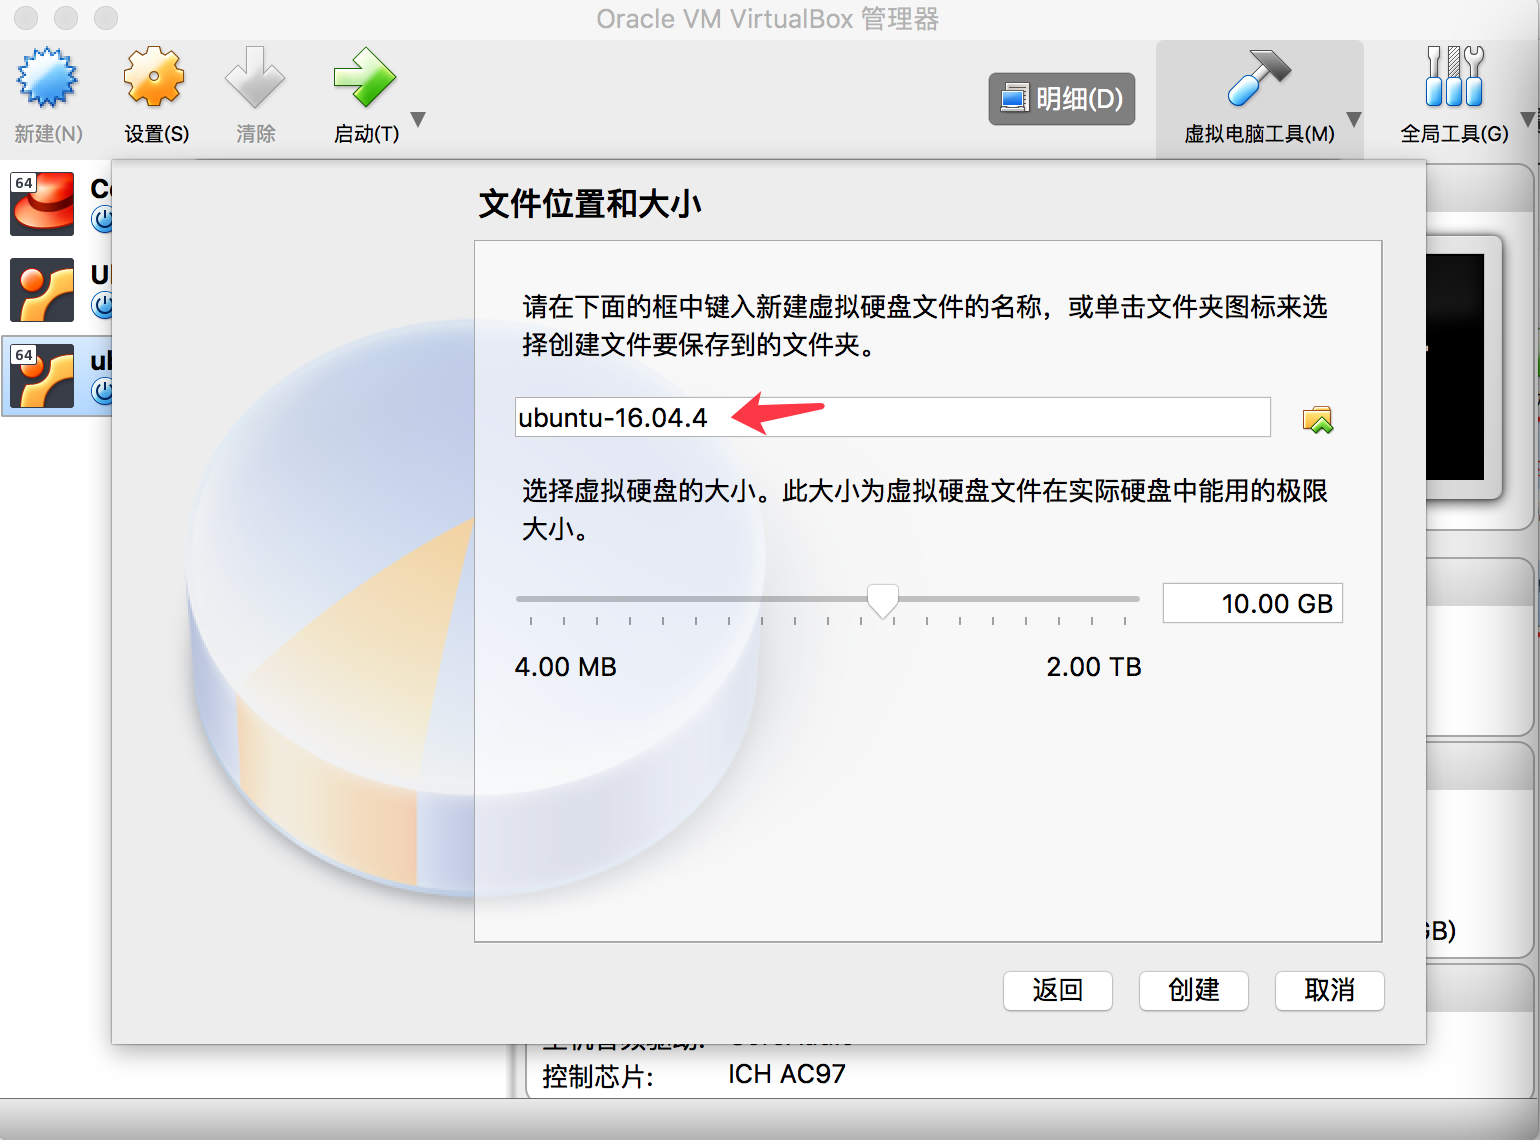 Oracle VM VirtualBox 管理器
新建(N)
设置(S)
清除
启动(T)
明细(D)
虚拟电脑工具(M)
全局工具(G)
64
64
文件位置和大小
请在下面的框中键入新建虚拟硬盘文件的名称，或单击文件夹图标来选
择创建文件要保存到的文件夹。
ubuntu-16.04.4
选择虚拟硬盘的大小。此大小为虚拟硬盘文件在实际硬盘中能用的极限
大小。
10.00 GB
4.00 MB
2.00 TB
GB)
返回
创建
取消
控制芯片:
ICH AC97